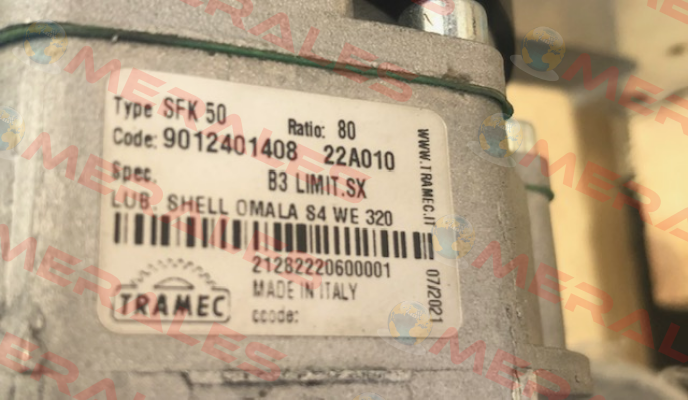 Type SFK 50 Ratio: 80
Code: 9012401408 22A010
Spec. B3 LIMIT.SX
LUB. SHELL OMALA S4 WE 320
21282220600001
MADE IN ITALY
ccode:
TRAMEC
WWW.TRAMEC.IT
07/2021
MERALES